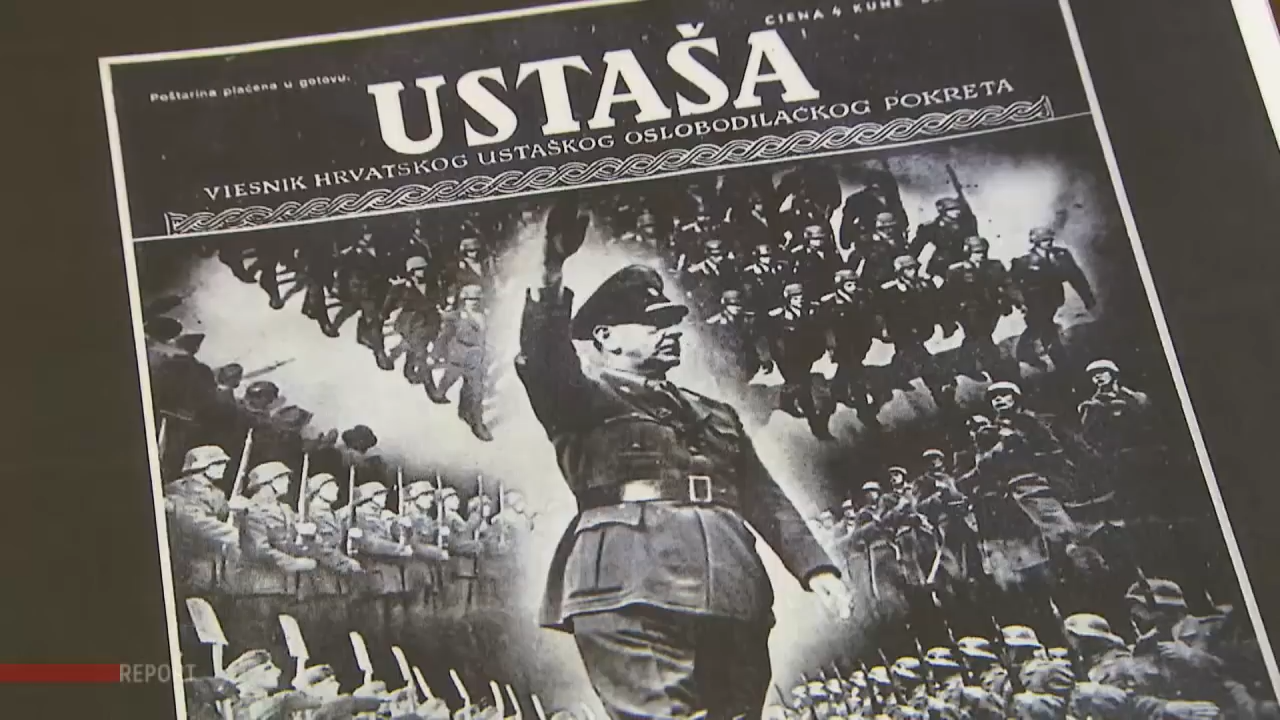 CIENA 4 KUNE
Poštarina plaćena u gotovu.
USTAŠA
VIESNIK HRVATSKOG USTAŠKOG OSLOBODILAČKOG POKRETA
REPORT